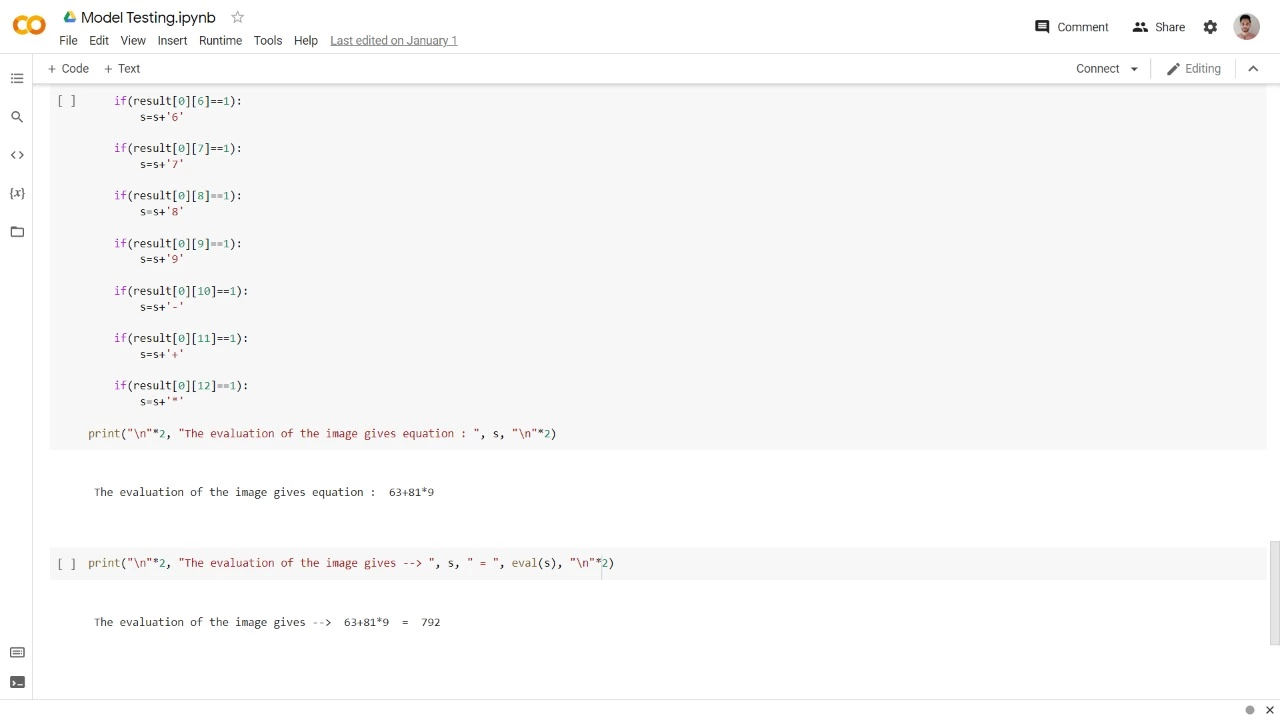 Model Testing.ipynb
File Edit View Insert Runtime Tools Help Last edited on January 1
Comment Share
+ Code + Text
Connect Editing
[ ] if(result[0][6]==1):
s=s+'6'
if(result[0][7]==1):
s=s+'7'
if(result[0][8]==1):
s=s+'8'
if(result[0][9]==1):
s=s+'9'
if(result[0][10]==1):
s=s+'-'
if(result[0][11]==1):
s=s+'+'
if(result[0][12]==1):
s=s+'*'
print("\n"*2, "The evaluation of the image gives equation : ", s, "\n"*2)
The evaluation of the image gives equation :  63+81*9
[ ] print("\n"*2, "The evaluation of the image gives --> ", s, " = ", eval(s), "\n"*2)
The evaluation of the image gives -->  63+81*9  =  792
{x}